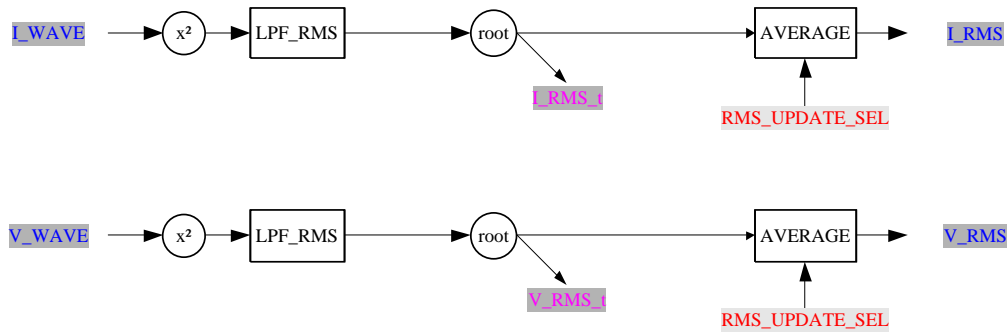 I_WAVE x² LPF_RMS root AVERAGE I_RMS
I_RMS_t
RMS_UPDATE_SEL
V_WAVE x² LPF_RMS root AVERAGE V_RMS
V_RMS_t
RMS_UPDATE_SEL